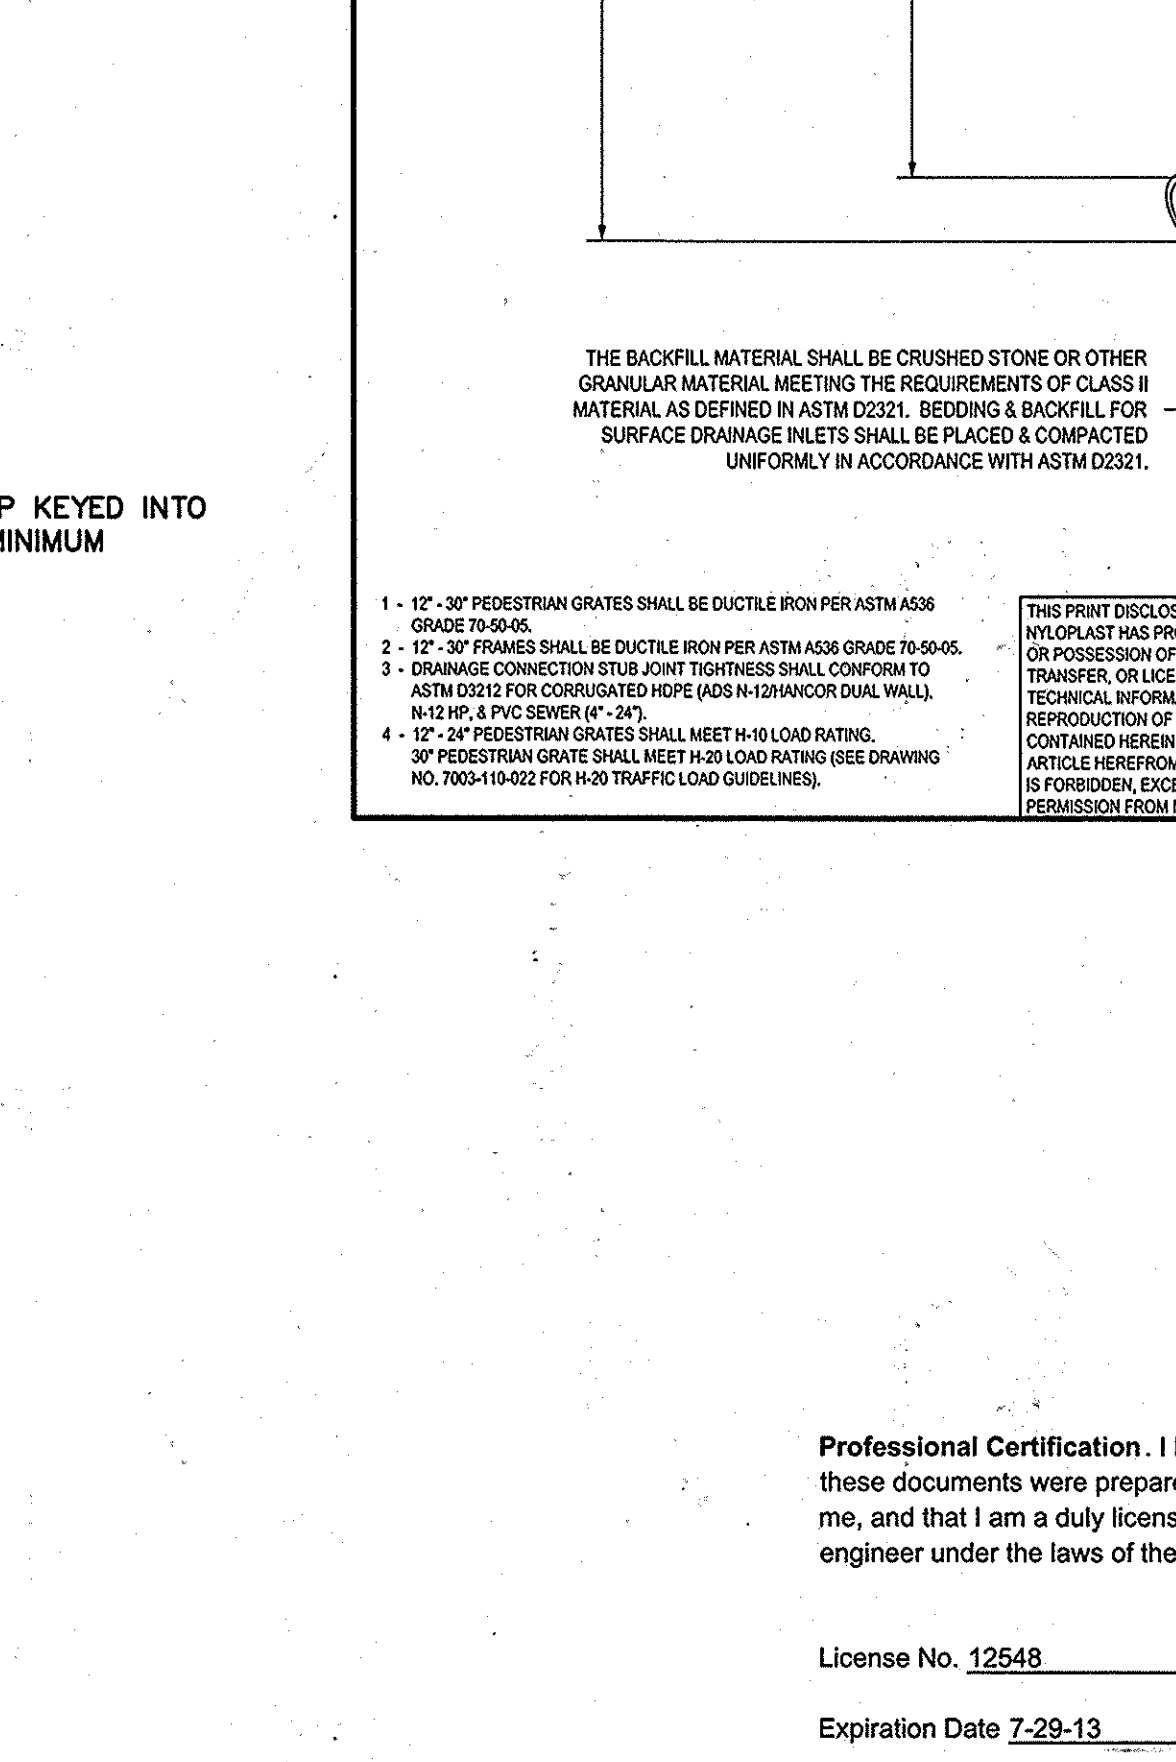 THE BACKFILL MATERIAL SHALL BE CRUSHED STONE OR OTHER
GRANULAR MATERIAL MEETING THE REQUIREMENTS OF CLASS II
MATERIAL AS DEFINED IN ASTM D2321. BEDDING & BACKFILL FOR
SURFACE DRAINAGE INLETS SHALL BE PLACED & COMPACTED
UNIFORMLY IN ACCORDANCE WITH ASTM D2321.
P KEYED INTO
MINIMUM
1 - 12" - 30" PEDESTRIAN GRATES SHALL BE DUCTILE IRON PER ASTM A536
GRADE 70-50-05.
2 - 12" - 30" FRAMES SHALL BE DUCTILE IRON PER ASTM A536 GRADE 70-50-05.
3 - DRAINAGE CONNECTION STUB JOINT TIGHTNESS SHALL CONFORM TO
ASTM D3212 FOR CORRUGATED HDPE (ADS N-12/HANCOR DUAL WALL),
N-12 HP, & PVC SEWER (4" - 24").
4 - 12" - 24" PEDESTRIAN GRATES SHALL MEET H-10 LOAD RATING.
30" PEDESTRIAN GRATE SHALL MEET H-20 LOAD RATING (SEE DRAWING
NO. 7003-110-022 FOR H-20 TRAFFIC LOAD GUIDELINES).
THIS PRINT DISCLOS
NYLOPLAST HAS PR
OR POSSESSION OF
TRANSFER, OR LICE
TECHNICAL INFORM
REPRODUCTION OF
CONTAINED HEREIN
ARTICLE HEREFROM
IS FORBIDDEN, EXCE
PERMISSION FROM
Professional Certification. I
these documents were prepar
me, and that I am a duly licens
engineer under the laws of the
License No. 12548
Expiration Date 7-29-13